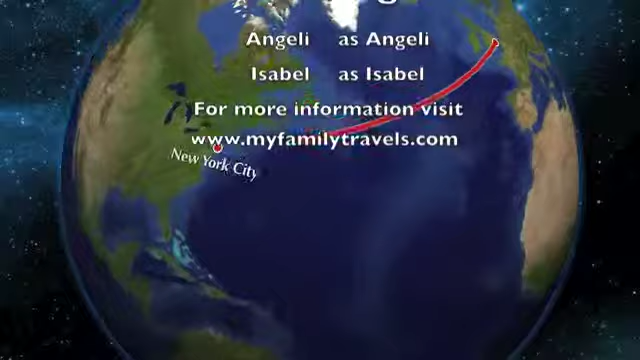 Angeli as Angeli
Isabel as Isabel
For more information visit
www.myfamilytravels.com
New York City